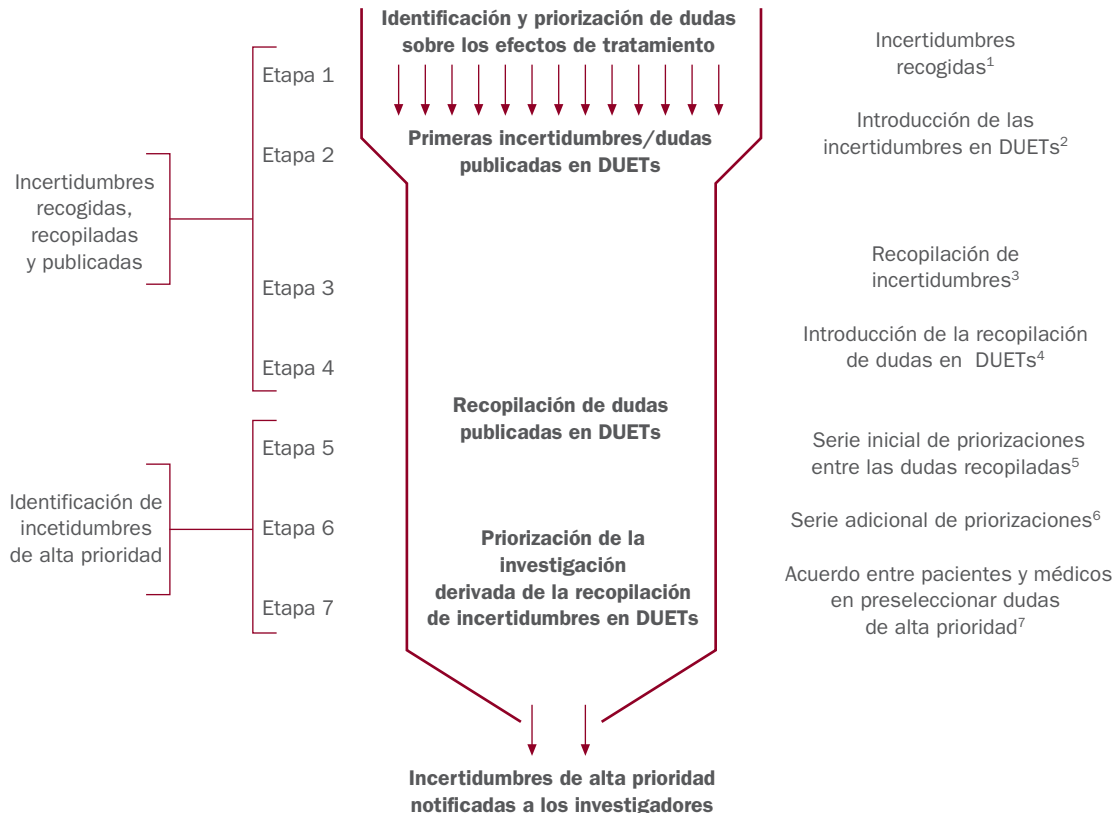 Identificación y priorización de dudas
sobre los efectos de tratamiento
Incertidumbres
recogidas¹
Etapa 1
Primeras incertidumbres/dudas
publicadas en DUETs
Introducción de las
incertidumbres en DUETs²
Etapa 2
Incertidumbres
recogidas,
recopiladas
y publicadas
Recopilación de
incertidumbres³
Etapa 3
Introducción de la recopilación
de dudas en DUETs⁴
Etapa 4
Recopilación de dudas
publicadas en DUETs
Serie inicial de priorizaciones
entre las dudas recopiladas⁵
Etapa 5
Identificación de
incetidumbres
de alta prioridad
Etapa 6
Serie adicional de priorizaciones⁶
Priorización de la
investigación
derivada de la recopilación
de incertidumbres en DUETs
Etapa 7
Acuerdo entre pacientes y médicos
en preseleccionar dudas
de alta prioridad⁷
Incertidumbres de alta prioridad
notificadas a los investigadores